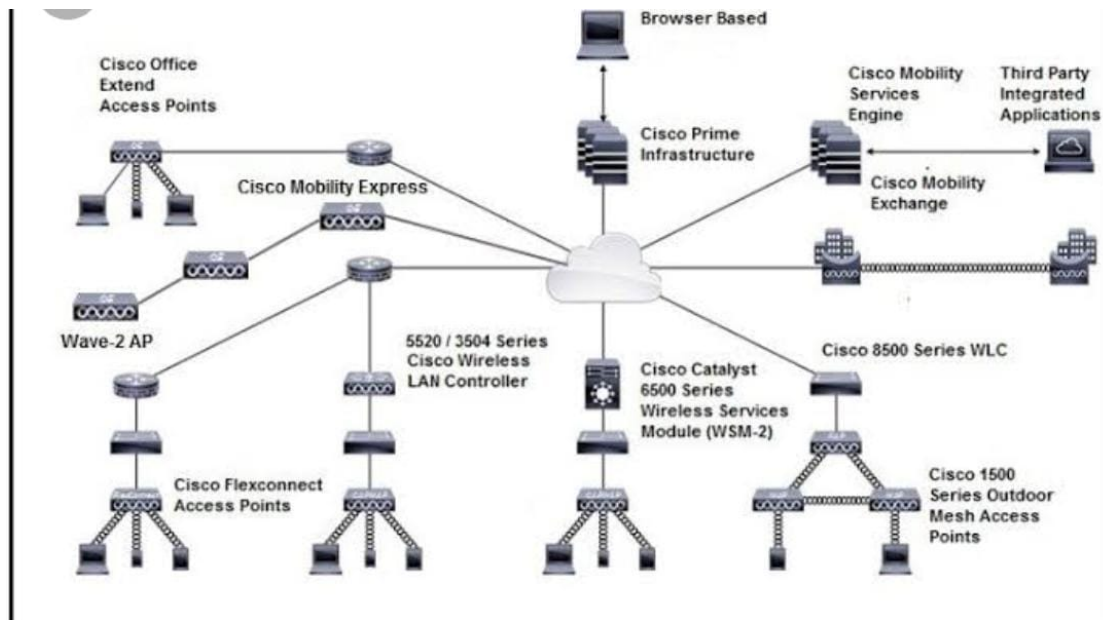 Browser Based
Cisco Office
Extend
Access Points
Cisco Mobility
Services
Engine
Third Party
Integrated
Applications
Cisco Prime
Infrastructure
Cisco Mobility Express
Cisco Mobility
Exchange
Wave-2 AP
5520 / 3504 Series
Cisco Wireless
LAN Controller
Cisco Catalyst
6500 Series
Wireless Services
Module (WSM-2)
Cisco 8500 Series WLC
Cisco Flexconnect
Access Points
Cisco 1500
Series Outdoor
Mesh Access
Points